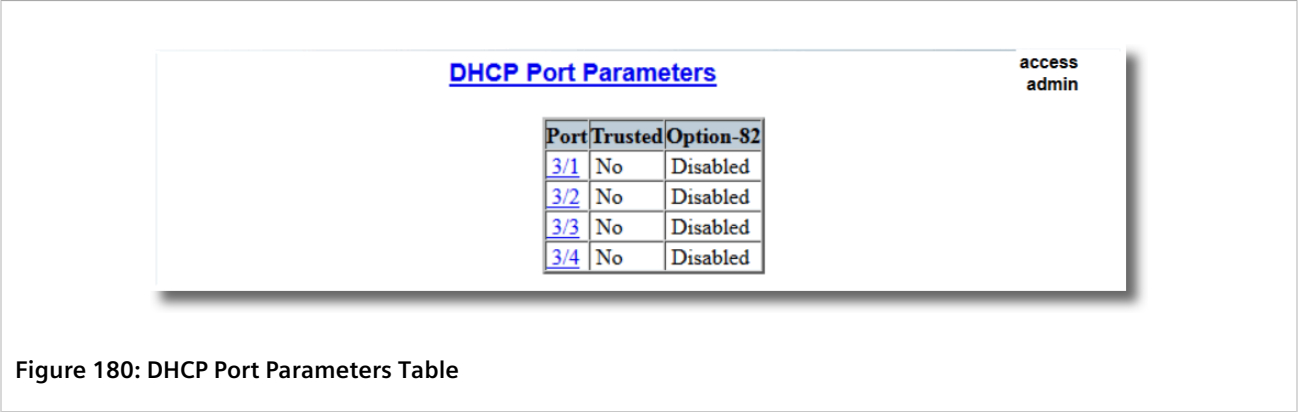 DHCP Port Parameters
access
admin
Port Trusted Option-82
3/1 No Disabled
3/2 No Disabled
3/3 No Disabled
3/4 No Disabled
Figure 180: DHCP Port Parameters Table